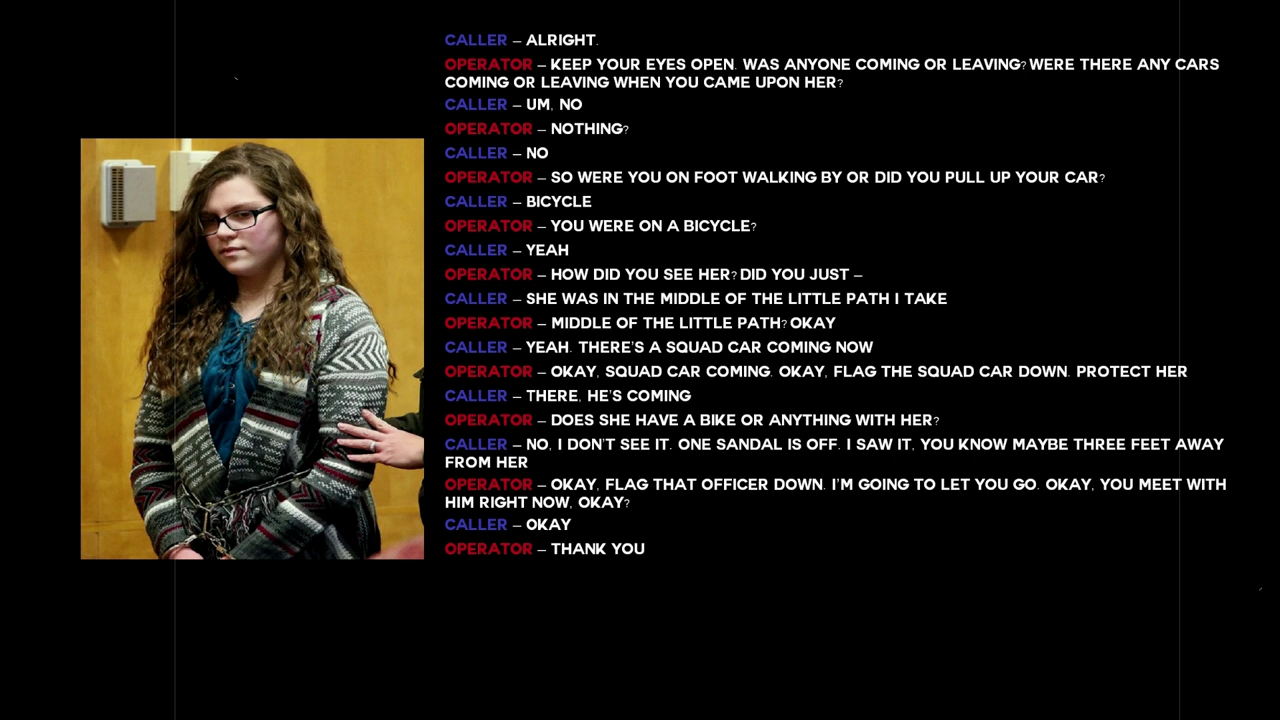 CALLER – ALRIGHT.
OPERATOR – KEEP YOUR EYES OPEN. WAS ANYONE COMING OR LEAVING? WERE THERE ANY CARS
COMING OR LEAVING WHEN YOU CAME UPON HER?
CALLER – UM, NO
OPERATOR – NOTHING?
CALLER – NO
OPERATOR – SO WERE YOU ON FOOT WALKING BY OR DID YOU PULL UP YOUR CAR?
CALLER – BICYCLE
OPERATOR – YOU WERE ON A BICYCLE?
CALLER – YEAH
OPERATOR – HOW DID YOU SEE HER? DID YOU JUST –
CALLER – SHE WAS IN THE MIDDLE OF THE LITTLE PATH I TAKE
OPERATOR – MIDDLE OF THE LITTLE PATH? OKAY
CALLER – YEAH. THERE'S A SQUAD CAR COMING NOW
OPERATOR – OKAY, SQUAD CAR COMING. OKAY, FLAG THE SQUAD CAR DOWN. PROTECT HER
CALLER – THERE, HE'S COMING
OPERATOR – DOES SHE HAVE A BIKE OR ANYTHING WITH HER?
CALLER – NO, I DON'T SEE IT. ONE SANDAL IS OFF. I SAW IT, YOU KNOW MAYBE THREE FEET AWAY
FROM HER
OPERATOR – OKAY, FLAG THAT OFFICER DOWN. I'M GOING TO LET YOU GO. OKAY, YOU MEET WITH
HIM RIGHT NOW, OKAY?
CALLER – OKAY
OPERATOR – THANK YOU